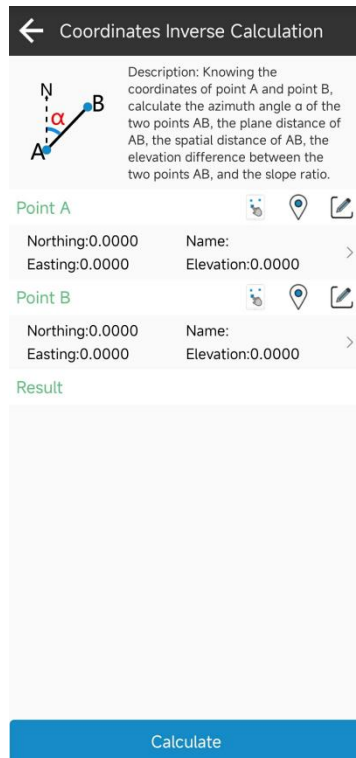 Coordinates Inverse Calculation
Description: Knowing the
coordinates of point A and point B,
calculate the azimuth angle α of the
two points AB, the plane distance of
AB, the spatial distance of AB, the
elevation difference between the
two points AB, and the slope ratio.
N
B
α
A
Point A
Northing:0.0000 Name:
Easting:0.0000 Elevation:0.0000
Point B
Northing:0.0000 Name:
Easting:0.0000 Elevation:0.0000
Result
Calculate